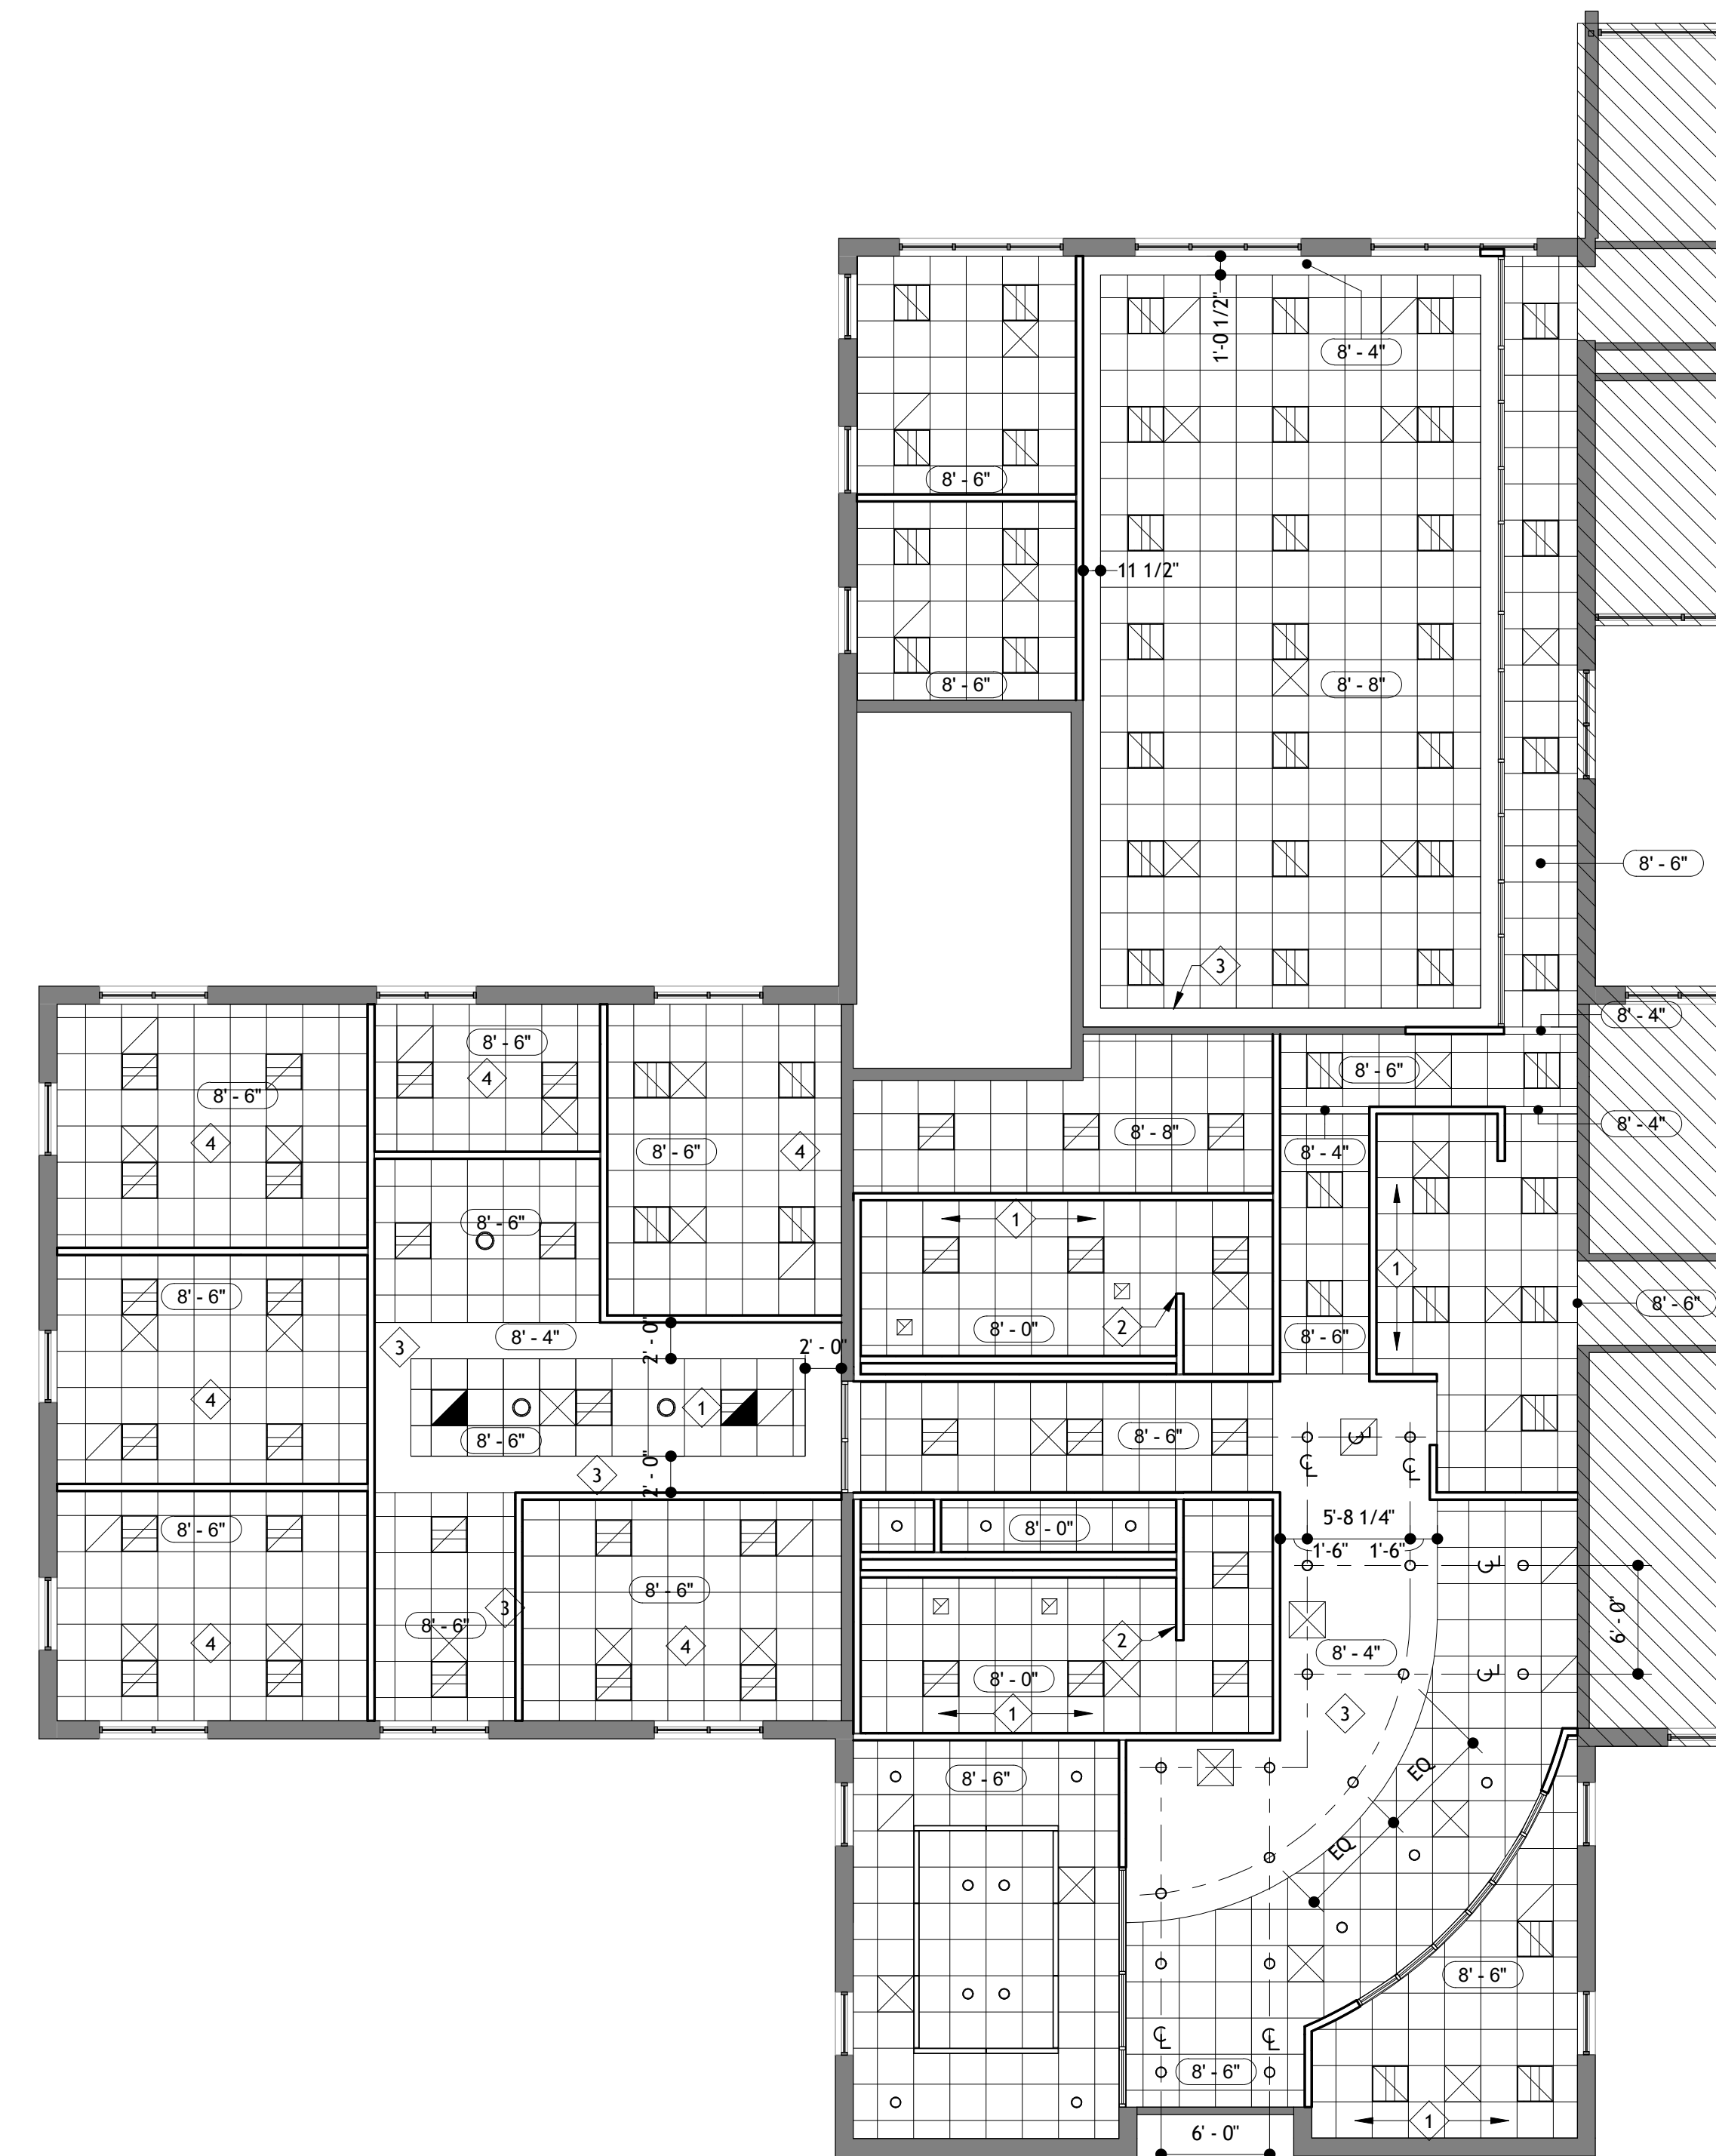 1'-0 1/2"
8' - 4"
8' - 6"
11 1/2"
8' - 6"
8' - 8"
8' - 6"
3
8' - 4"
8' - 6"
4
8' - 6"
8' - 6"
4
8' - 6"
4
8' - 8"
8' - 4"
8' - 4"
8' - 6"
1
1
8' - 6"
8' - 6"
4
8' - 4"
3
2' - 0"
2' - 0"
8' - 0"
2
8' - 6"
1
8' - 6"
3
2' - 0"
8' - 6"
℄
℄
8' - 6"
8' - 0"
5'-8 1/4"
1'-6"
1'-6"
8' - 6"
3
8' - 6"
4
4
2
8' - 0"
1
8' - 4"
3
6' - 0"
8' - 6"
EQ
EQ
8' - 6"
℄
℄
8' - 6"
1
6' - 0"